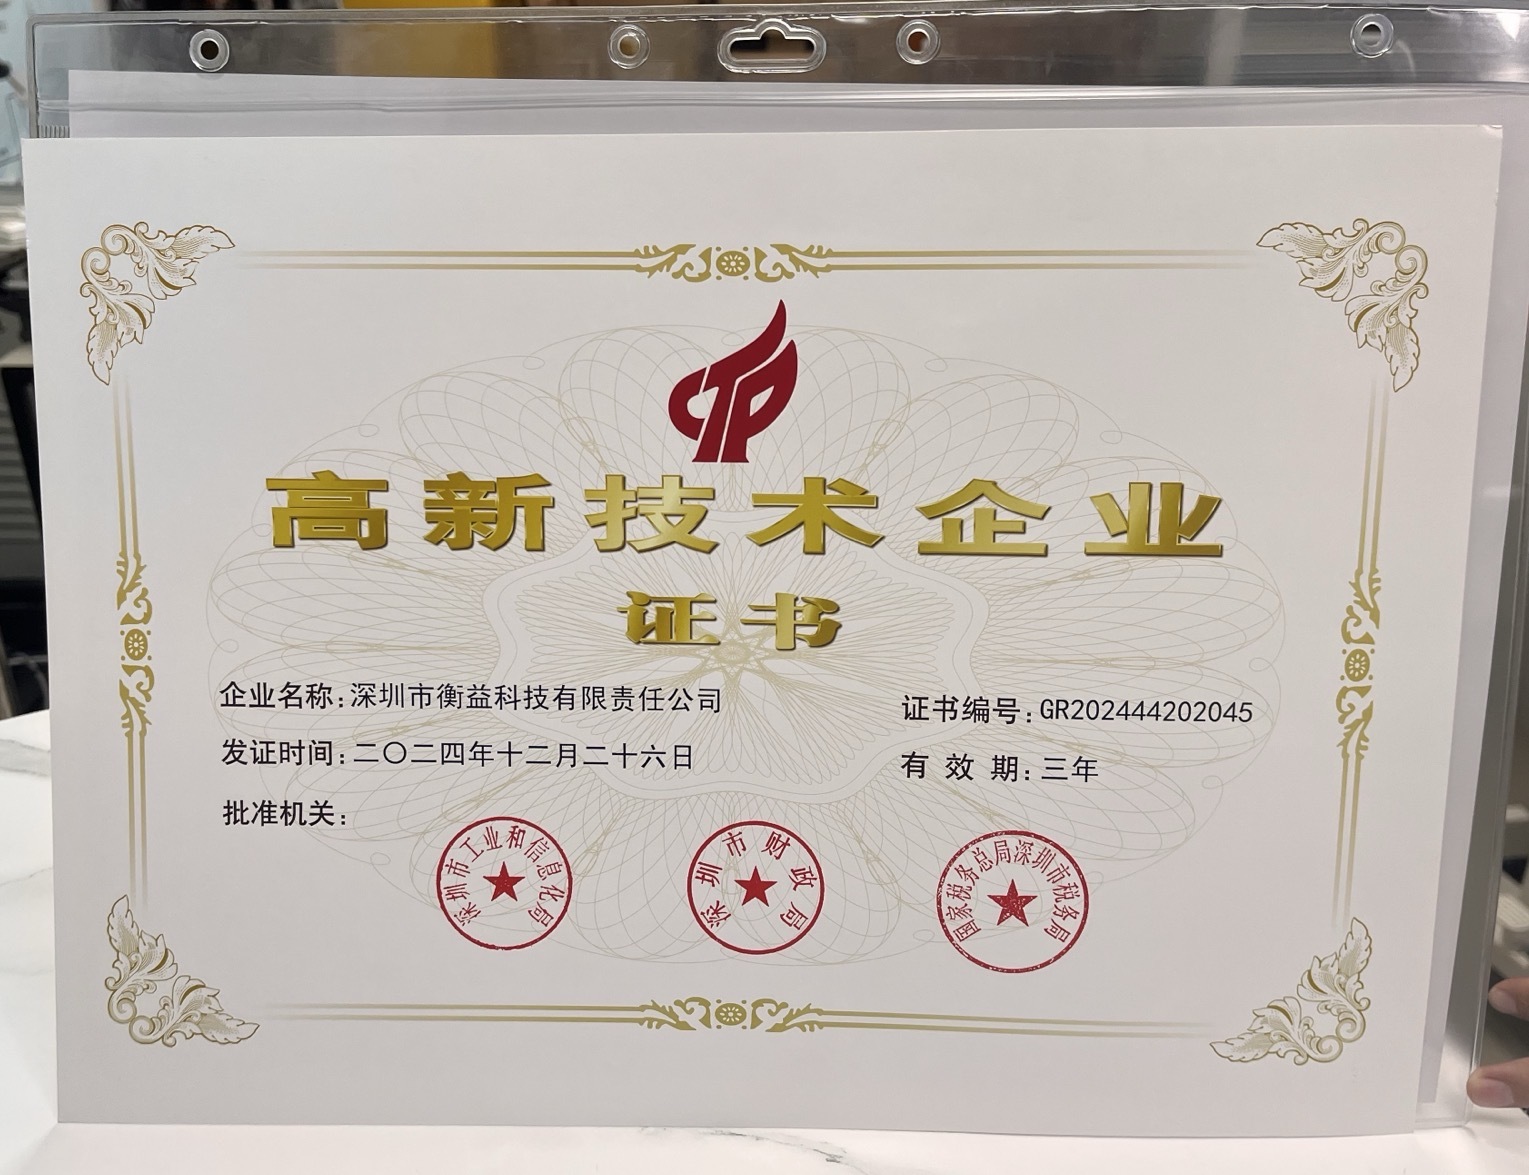 CTP
高新技术企业
证书
企业名称:深圳市衡益科技有限责任公司
证书编号:GR202444202045
发证时间:二〇二四年十二月二十六日
有 效 期:三年
批准机关:
深圳市工业和信息化局
深圳市财政局
国家税务总局深圳市税务局